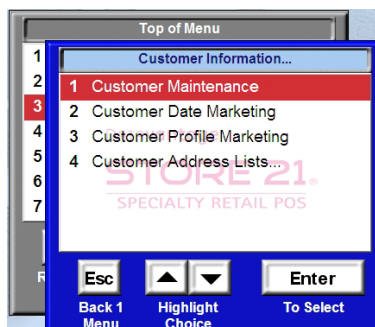 Top of Menu
1
2
3
4
5
6
7
Customer Information...
1 Customer Maintenance
2 Customer Date Marketing
3 Customer Profile Marketing
4 Customer Address Lists...
STORE 21.
SPECIALTY RETAIL POS
R
Esc
Enter
Back 1
Menu
Highlight
Choice
To Select